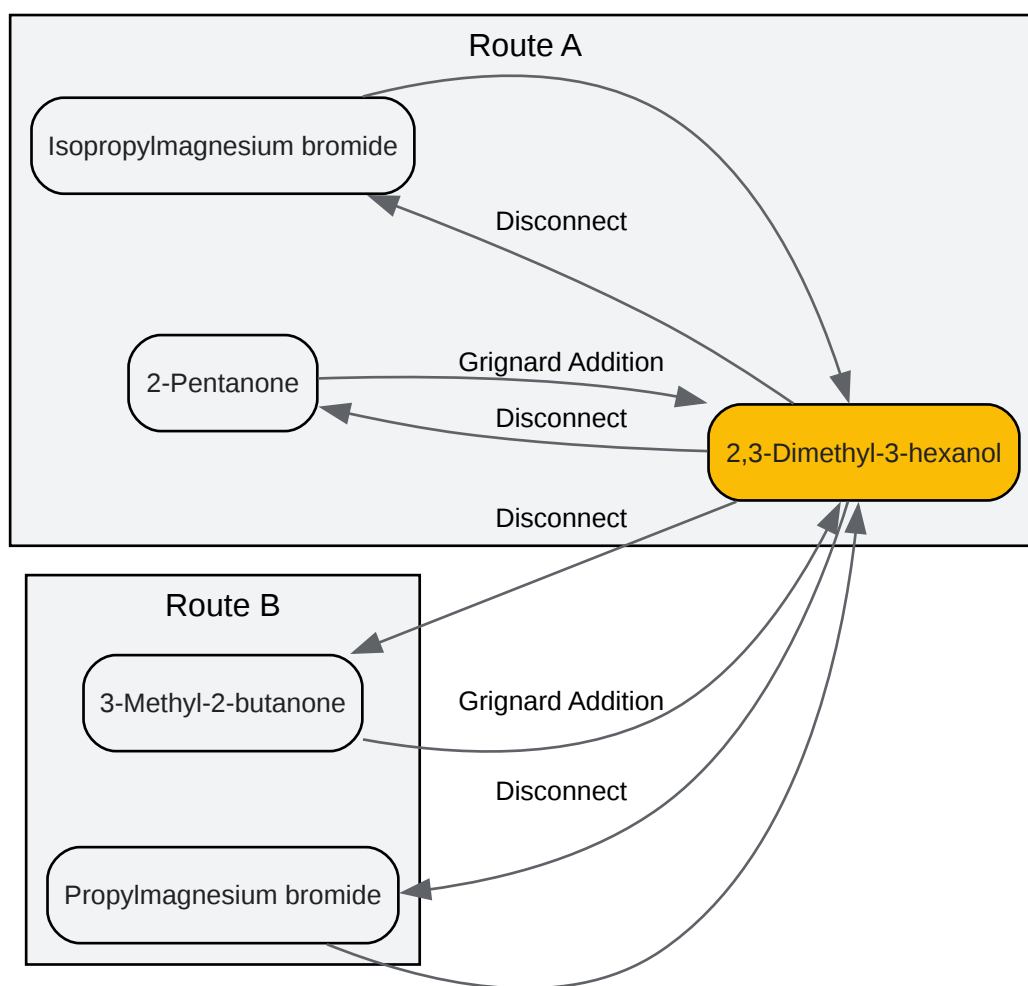 Route A
Isopropylmagnesium bromide
Disconnect
2-Pentanone
Grignard Addition
Disconnect
2,3-Dimethyl-3-hexanol
Disconnect
Route B
3-Methyl-2-butanone
Grignard Addition
Disconnect
Propylmagnesium bromide